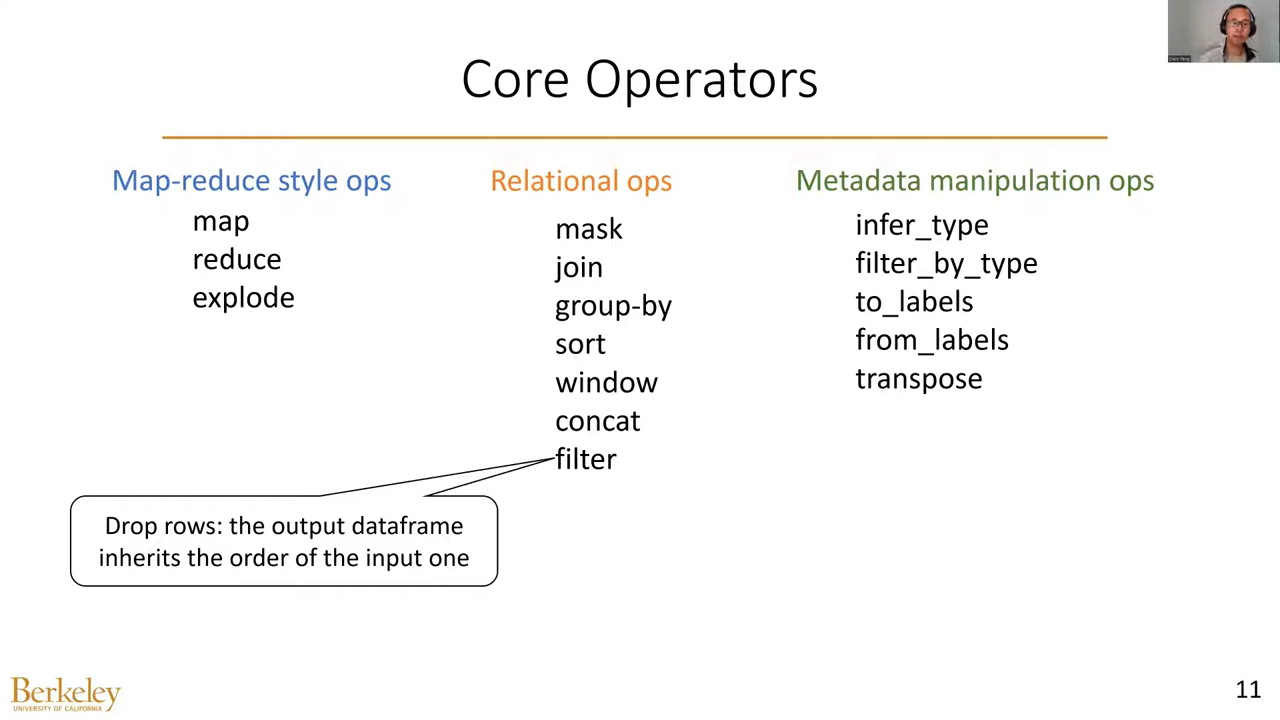 Core Operators
Map-reduce style ops
map
reduce
explode
Relational ops
mask
join
group-by
sort
window
concat
filter
Metadata manipulation ops
infer_type
filter_by_type
to_labels
from_labels
transpose
Drop rows: the output dataframe
inherits the order of the input one
Berkeley
UNIVERSITY OF CALIFORNIA
11